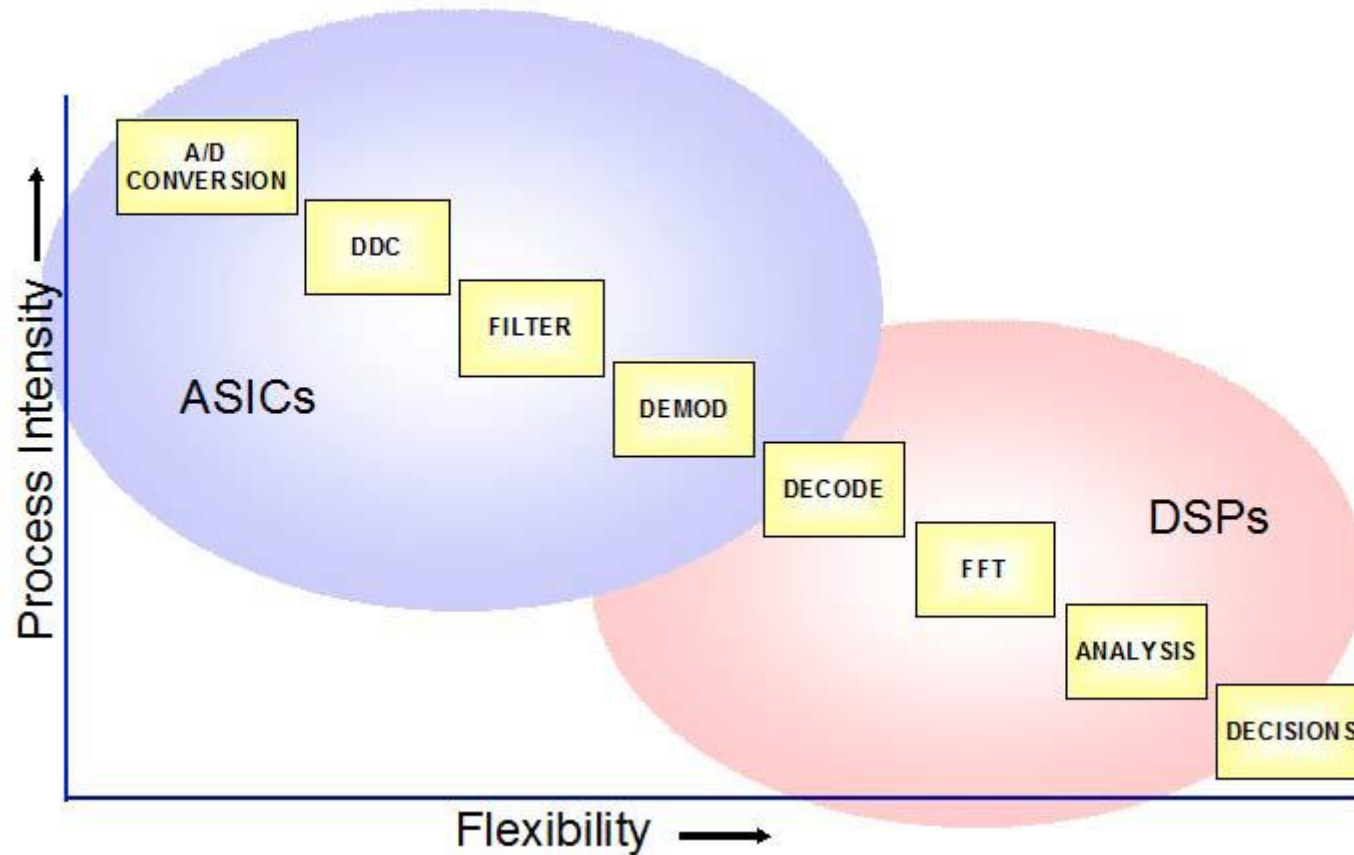 A/D
CONVERSION
DDC
FILTER
DEMOD
DECODE
FFT
ANALYSIS
DECISIONS
ASICs
DSPs
Process Intensity
Flexibility